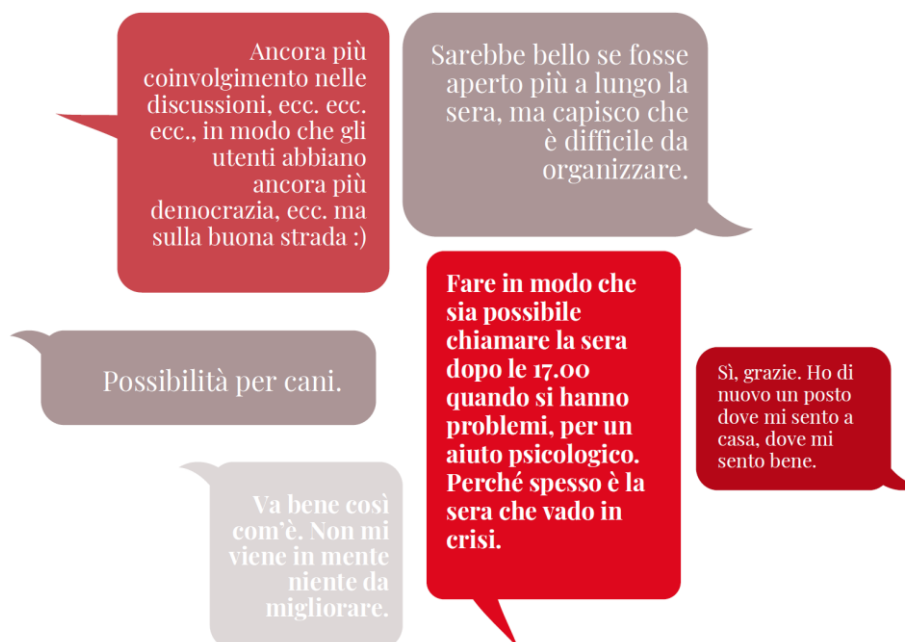 Ancora più
coinvolgimento nelle
discussioni, ecc. ecc.
ecc., in modo che gli
utenti abbiano
ancora più
democrazia, ecc. ma
sulla buona strada :)
Sarebbe bello se fosse
aperto più a lungo la
sera, ma capisco che
è difficile da
organizzare.
Fare in modo che
sia possibile
chiamare la sera
dopo le 17.00
quando si hanno
problemi, per un
aiuto psicologico.
Perché spesso è la
sera che vado in
crisi.
Possibilità per cani.
Sì, grazie. Ho di
nuovo un posto
dove mi sento a
casa, dove mi
sento bene.
Va bene così
com'è. Non mi
viene in mente
niente da
migliorare.